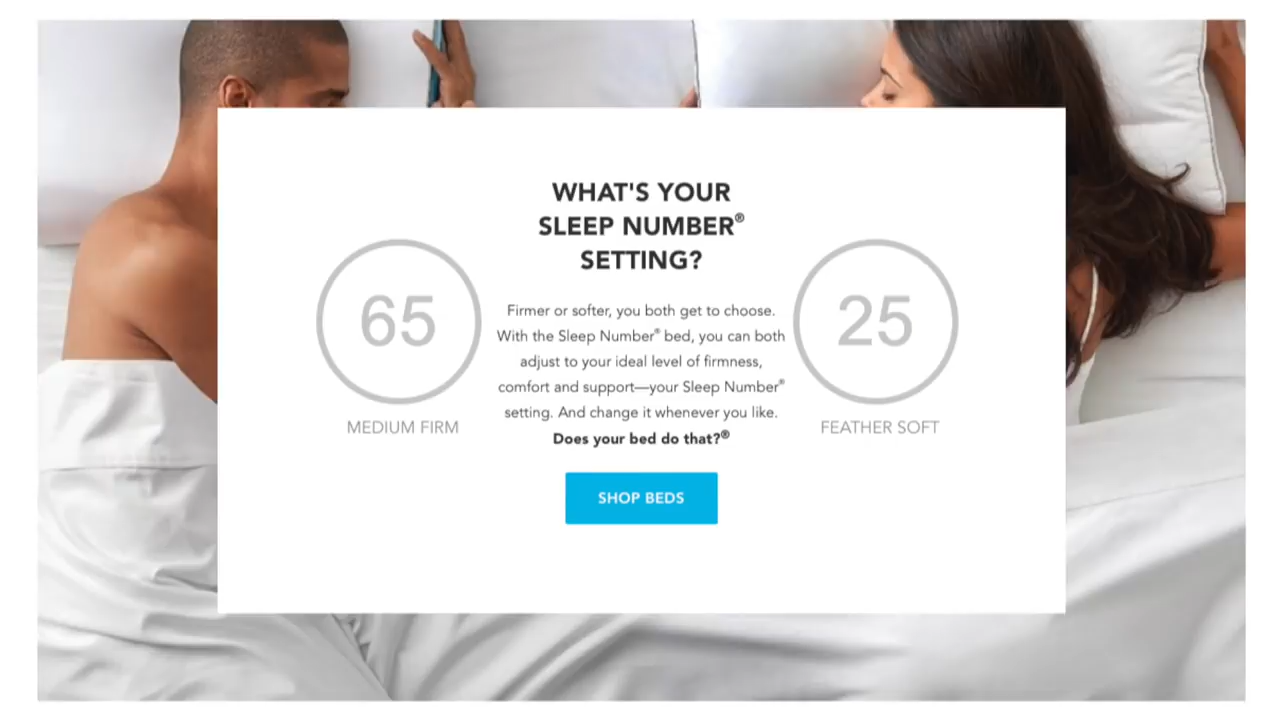 WHAT'S YOUR
SLEEP NUMBER®
SETTING?
65
MEDIUM FIRM
Firmer or softer, you both get to choose.
With the Sleep Number® bed, you can both
adjust to your ideal level of firmness,
comfort and support—your Sleep Number®
setting. And change it whenever you like.
Does your bed do that?®
25
FEATHER SOFT
SHOP BEDS